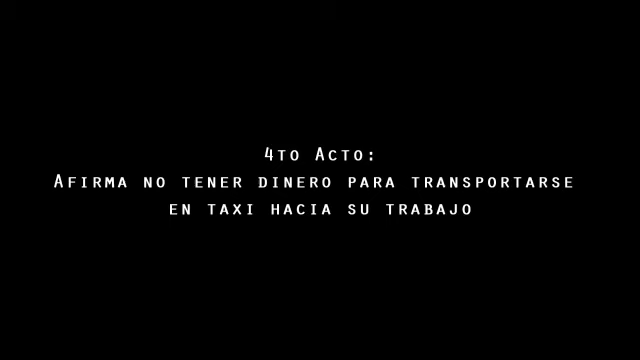 4to Acto:
Afirma no tener dinero para transportarse
en taxi hacia su trabajo